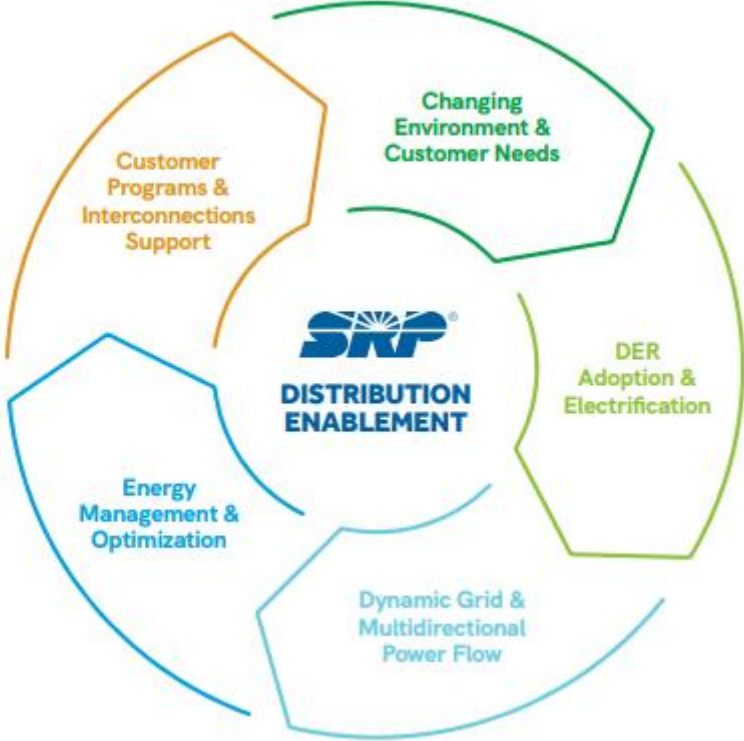 Changing
Environment &
Customer Needs
DER
Adoption &
Electrification
Dynamic Grid &
Multidirectional
Power Flow
Energy
Management &
Optimization
Customer
Programs &
Interconnections
Support
SRP®
DISTRIBUTION
ENABLEMENT